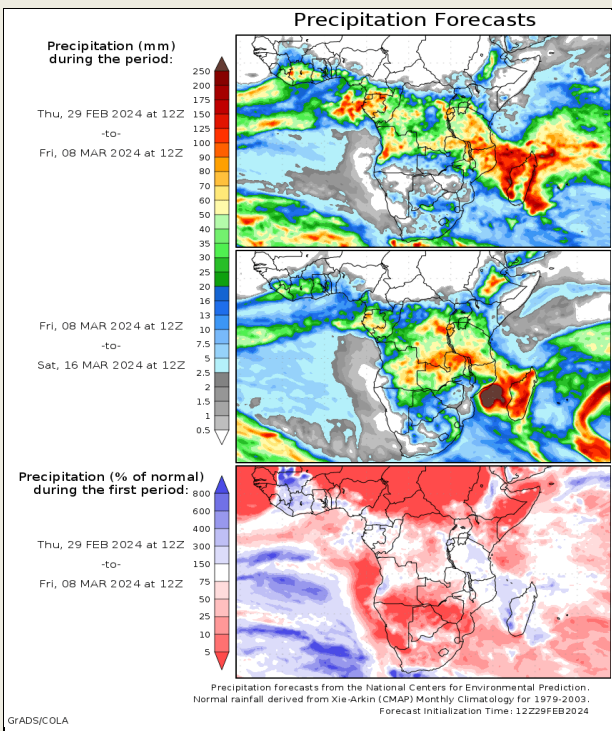 Precipitation Forecasts
Precipitation (mm)
during the period:
Thu, 29 FEB 2024 at 12Z
-to-
Fri, 08 MAR 2024 at 12Z
250
200
175
150
125
100
90
80
70
60
50
40
35
30
25
20
16
13
10
7.5
5
2.5
2
1.5
1
0.5
Fri, 08 MAR 2024 at 12Z
-to-
Sat, 16 MAR 2024 at 12Z
Precipitation (% of normal)
during the first period:
Thu, 29 FEB 2024 at 12Z
-to-
Fri, 08 MAR 2024 at 12Z
800
600
400
300
150
75
50
25
10
5
Precipitation forecasts from the National Centers for Environmental Prediction.
Normal rainfall derived from Xie-Arkin (CMAP) Monthly Climatology for 1979-2003.
Forecast Initialization Time: 12Z29FEB2024
GrADS/COLA